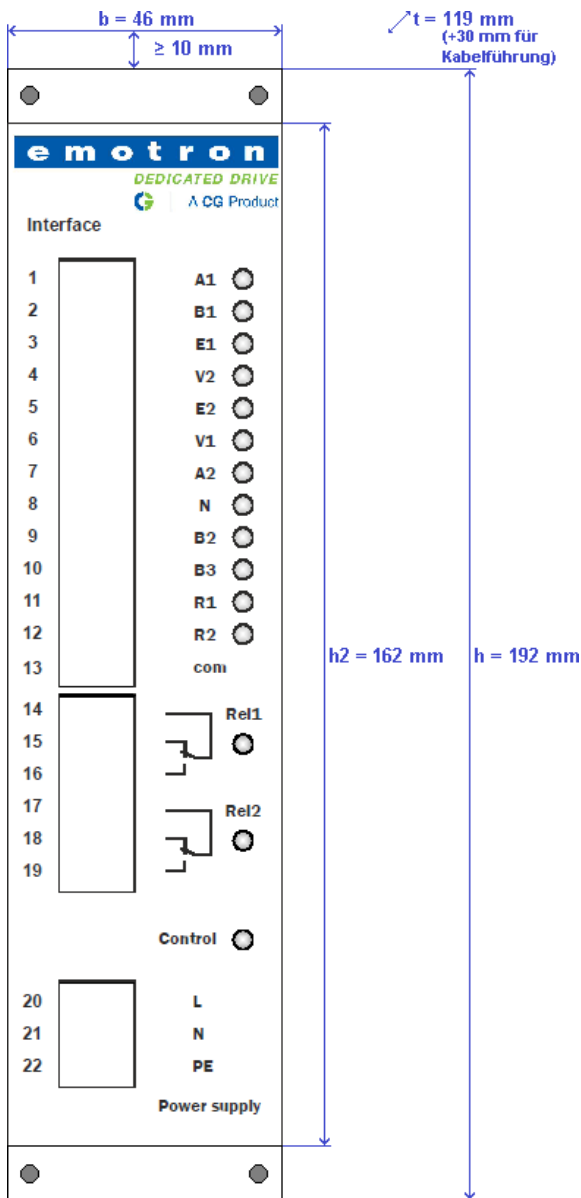 b = 46 mm
t = 119 mm
(+30 mm für
Kabelführung)
≥ 10 mm
emotron
DEDICATED DRIVE
CG A CG Product
Interface
1 A1
2 B1
3 E1
4 V2
5 E2
6 V1
7 A2
8 N
9 B2
10 B3
11 R1
12 R2
13 com
h2 = 162 mm
h = 192 mm
14 Rel1
15
16
17 Rel2
18
19
Control
20 L
21 N
22 PE
Power supply